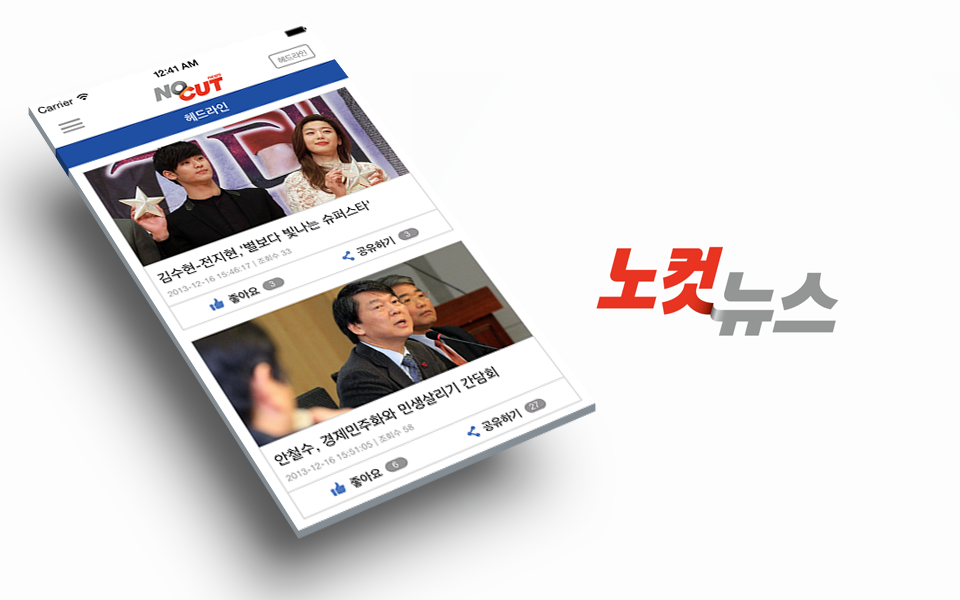 Carrier
12:41 AM
NOCUT
news
헤드라인
헤드라인
김수현-전지현,'별보다 빛나는 슈퍼스타'
2013-12-16 15:46:17 | 조회수 33
좋아요 3
공유하기 3
안철수, 경제민주화와 민생살리기 간담회
2013-12-16 15:51:05 | 조회수 58
좋아요 6
공유하기 27
노컷뉴스